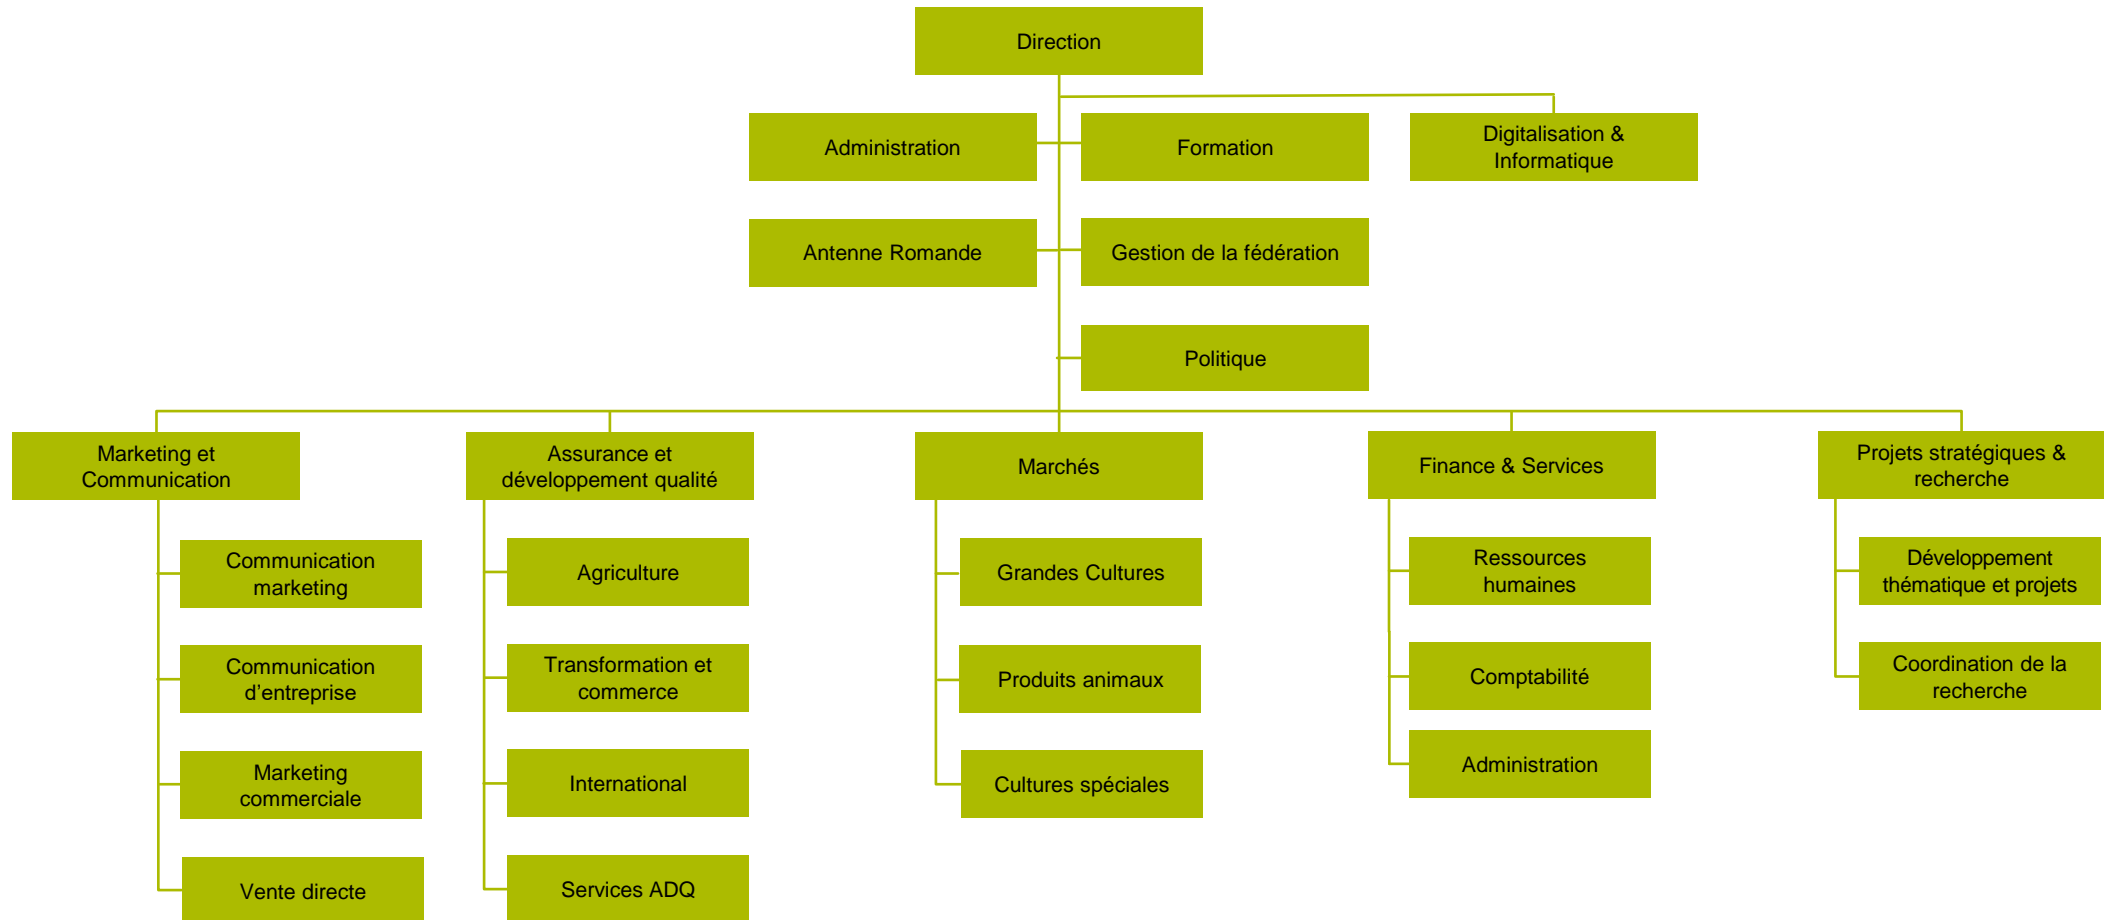 Direction
Administration
Formation
Digitalisation &
Informatique
Antenne Romande
Gestion de la fédération
Politique
Marketing et
Communication
Assurance et
développement qualité
Marchés
Finance & Services
Projets stratégiques &
recherche
Communication
marketing
Communication
d’entreprise
Marketing
commerciale
Vente directe
Agriculture
Transformation et
commerce
International
Services ADQ
Grandes Cultures
Produits animaux
Cultures spéciales
Ressources
humaines
Comptabilité
Administration
Développement
thématique et projets
Coordination de la
recherche